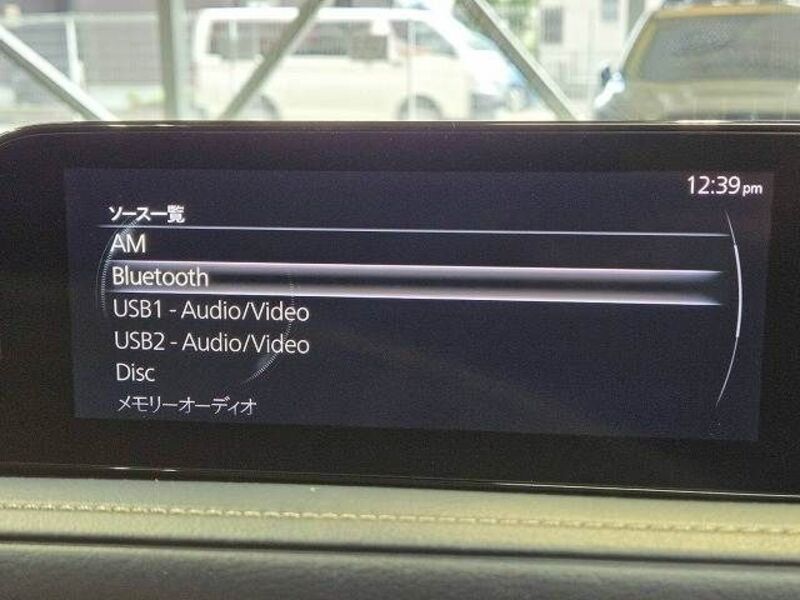 12:39pm
ソース一覧
AM
Bluetooth
USB1 - Audio/Video
USB2 - Audio/Video
Disc
メモリーオーディオ